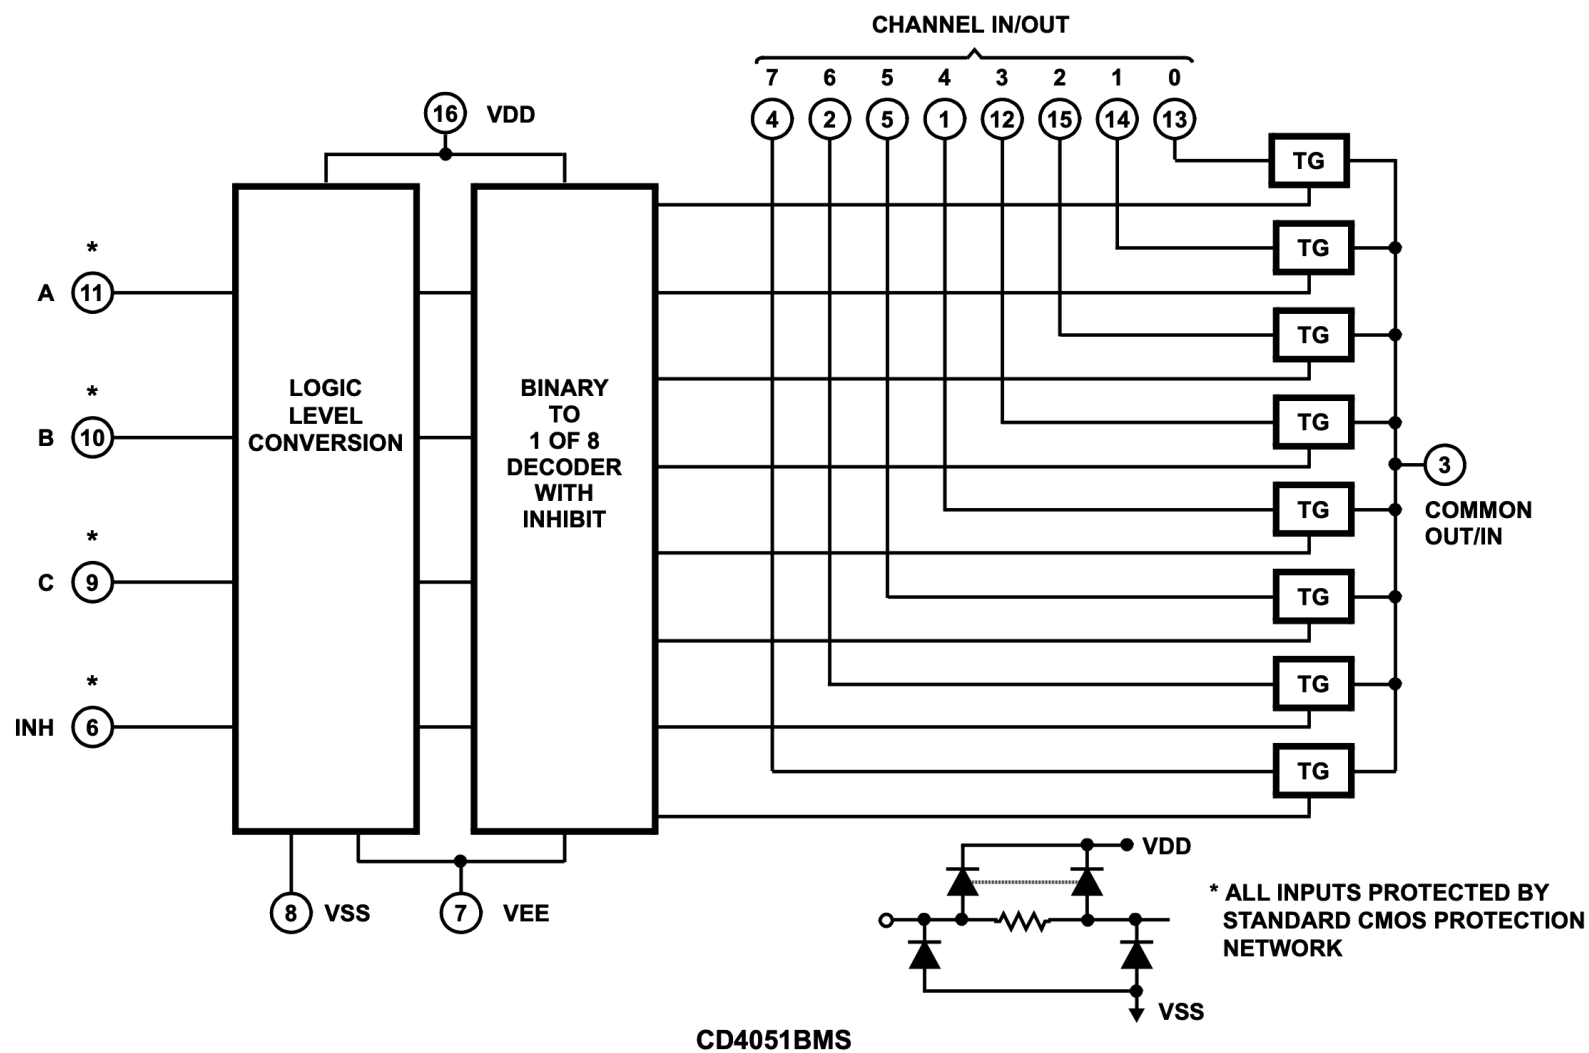 CHANNEL IN/OUT
7 6 5 4 3 2 1 0
4 2 5 1 12 15 14 13
16 VDD
TG
TG
TG
TG
TG
TG
TG
TG
*
A 11
*
B 10
*
C 9
*
INH 6
LOGIC
LEVEL
CONVERSION
BINARY
TO
1 OF 8
DECODER
WITH
INHIBIT
3
COMMON
OUT/IN
8 VSS
7 VEE
VDD
VSS
* ALL INPUTS PROTECTED BY
STANDARD CMOS PROTECTION
NETWORK
CD4051BMS